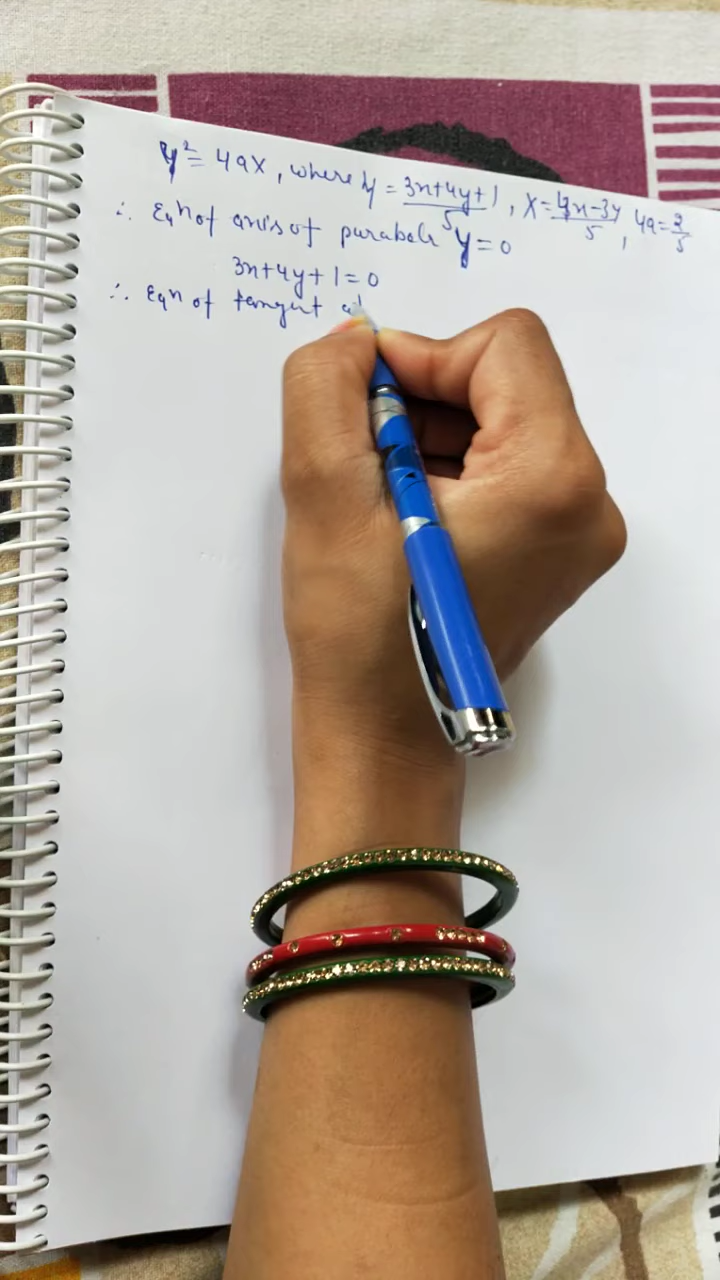 Y² = 4aX, where Y = 3x+4y+1/5, X = 4x-3y/5, 4a = 2/5
∴ Eqn of axis of parabola Y = 0
3x+4y+1=0
∴ Eqn of tangent at